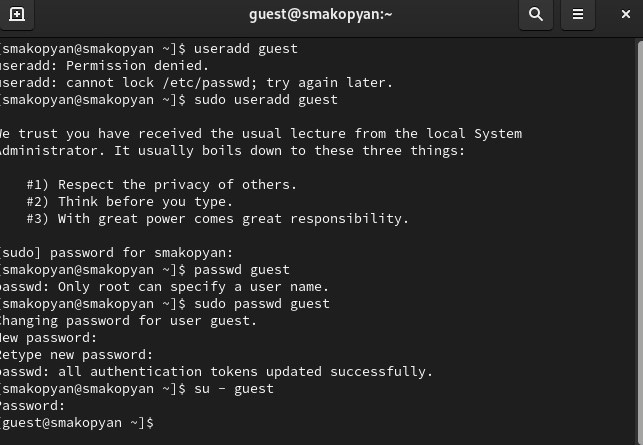 guest@smakopyan:~
[smakopyan@smakopyan ~]$ useradd guest
useradd: Permission denied.
useradd: cannot lock /etc/passwd; try again later.
[smakopyan@smakopyan ~]$ sudo useradd guest
We trust you have received the usual lecture from the local System
Administrator. It usually boils down to these three things:
#1) Respect the privacy of others.
#2) Think before you type.
#3) With great power comes great responsibility.
[sudo] password for smakopyan:
[smakopyan@smakopyan ~]$ passwd guest
passwd: Only root can specify a user name.
[smakopyan@smakopyan ~]$ sudo passwd guest
Changing password for user guest.
New password:
Retype new password:
passwd: all authentication tokens updated successfully.
[smakopyan@smakopyan ~]$ su - guest
Password:
[guest@smakopyan ~]$